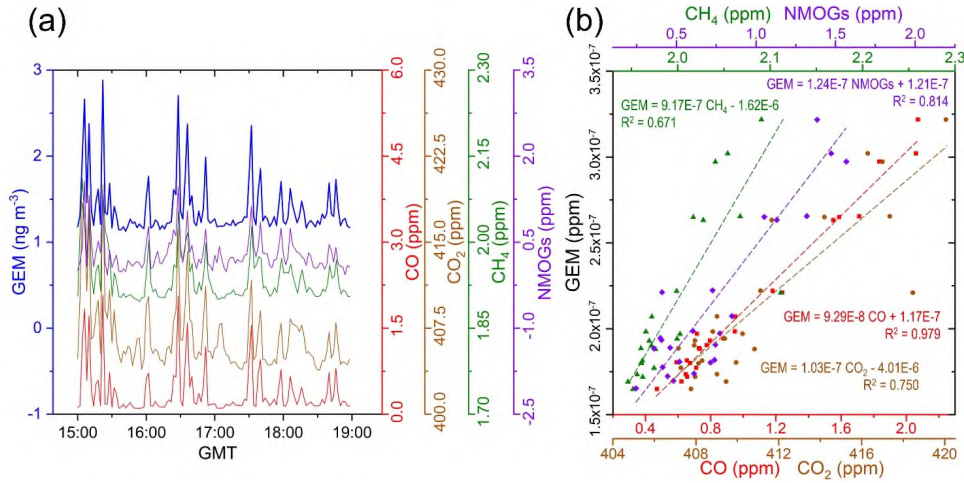 (a)
3
2
1
0
-1
GEM (ng m⁻³)
15:00 16:00 17:00 18:00 19:00
GMT
6.0
4.5
3.0
1.5
0.0
CO (ppm)
430.0
422.5
415.0
407.5
400.0
CO₂ (ppm)
2.30
2.15
2.00
1.85
1.70
CH₄ (ppm)
3.5
2.0
0.5
-1.0
-2.5
NMOGs (ppm)
(b)
CH₄ (ppm) NMOGs (ppm)
0.5 1.0 1.5 2.0
2.0 2.1 2.2 2.3
3.5x10⁻⁷
3.0x10⁻⁷
2.5x10⁻⁷
2.0x10⁻⁷
1.5x10⁻⁷
GEM (ppm)
GEM = 1.24E-7 NMOGs + 1.21E-7
R² = 0.814
GEM = 9.17E-7 CH₄ - 1.62E-6
R² = 0.671
GEM = 9.29E-8 CO + 1.17E-7
R² = 0.979
GEM = 1.03E-7 CO₂ - 4.01E-6
R² = 0.750
0.4 0.8 1.2 1.6 2.0
404 408 412 416 420
CO (ppm) CO₂ (ppm)